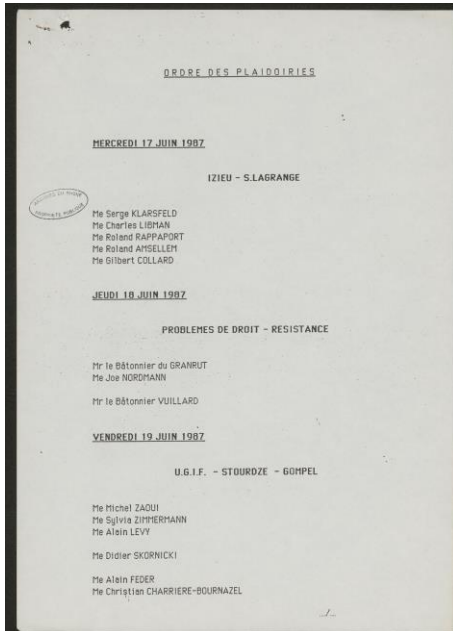 ORDRE DES PLAIDOIRIES
MERCREDI 17 JUIN 1987
IZIEU - S.LAGRANGE
Me Serge KLARSFELD
Me Charles LIBMAN
Me Roland RAPPAPORT
Me Roland AMSELLEM
Me Gilbert COLLARD
JEUDI 18 JUIN 1987
PROBLEMES DE DROIT - RESISTANCE
Mr le Bâtonnier du GRANRUT
Me Joe NORDMANN
Mr le Bâtonnier VUILLARD
VENDREDI 19 JUIN 1987
U.G.I.F. - STOURDZE - GOMPEL
Me Michel ZAOUI
Me Sylvia ZIMMERMANN
Me Alain LEVY
Me Didier SKORNICKI
Me Alain FEDER
Me Christian CHARRIERE-BOURNAZEL
./.